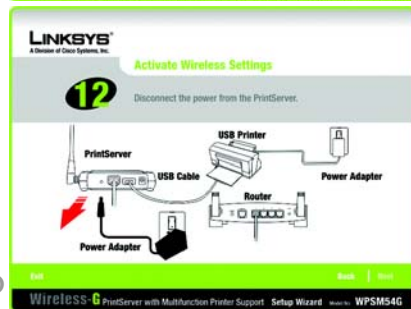 LINKSYS®
A Division of Cisco Systems, Inc.
Activate Wireless Settings
12
Disconnect the power from the PrintServer.
USB Printer
PrintServer
USB Cable
Power Adapter
Router
Power Adapter
Exit
Back | Next
Wireless-G PrintServer with Multifunction Printer Support Setup Wizard Model No. WPSM54G